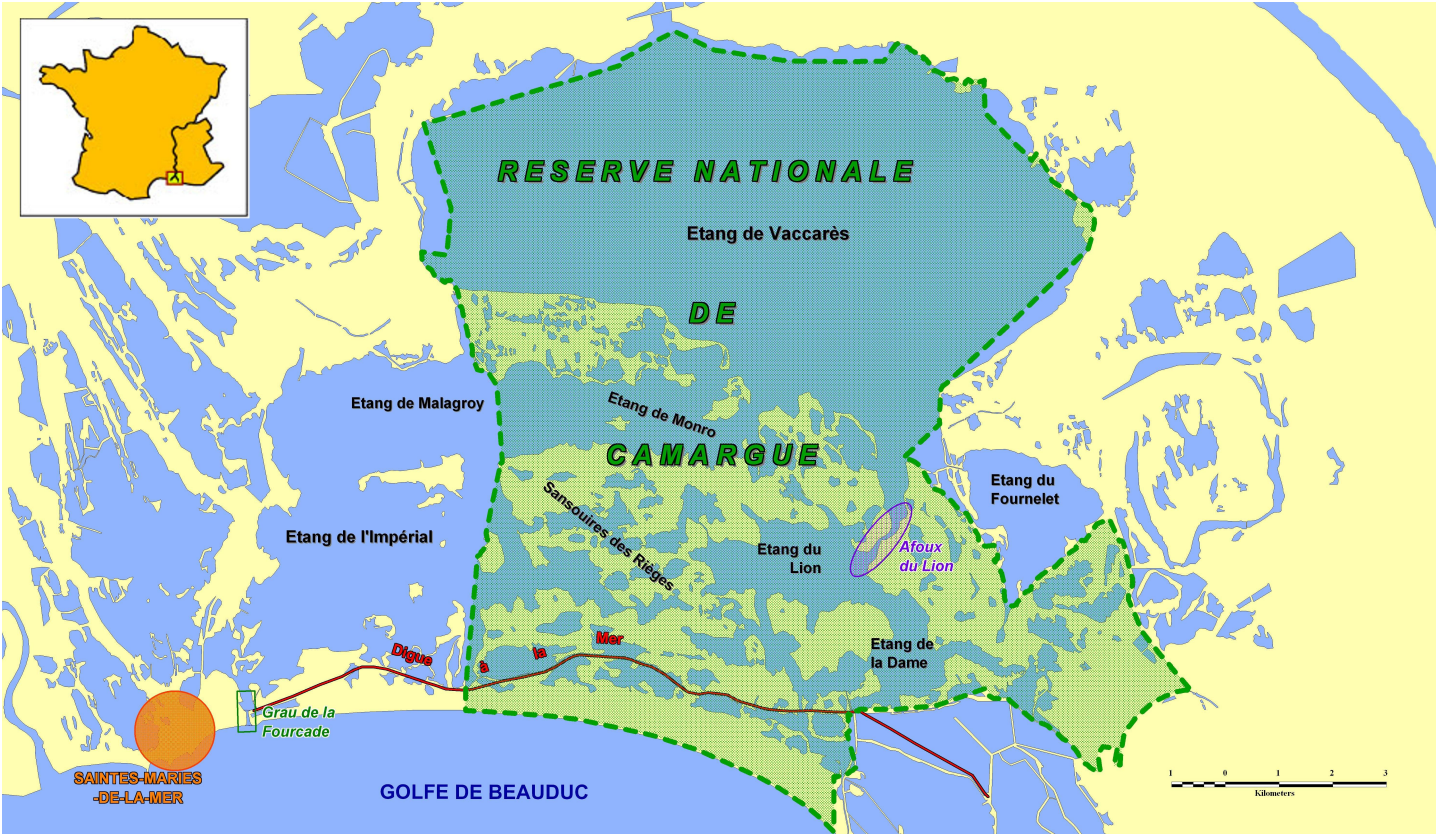 RESERVE NATIONALE
Etang de Vaccarès
DE
Etang de Malagroy
Etang de Monro
CAMARGUE
Etang du
Fournelet
Sansouires des Rièges
Etang de l'Impérial
Etang du
Lion
Afoux
du Lion
Digue à la Mer
Etang de
la Dame
Grau de la
Fourcade
SAINTES-MARIES
-DE-LA-MER
GOLFE DE BEAUDUC
1 0 1 2 3
Kilometers